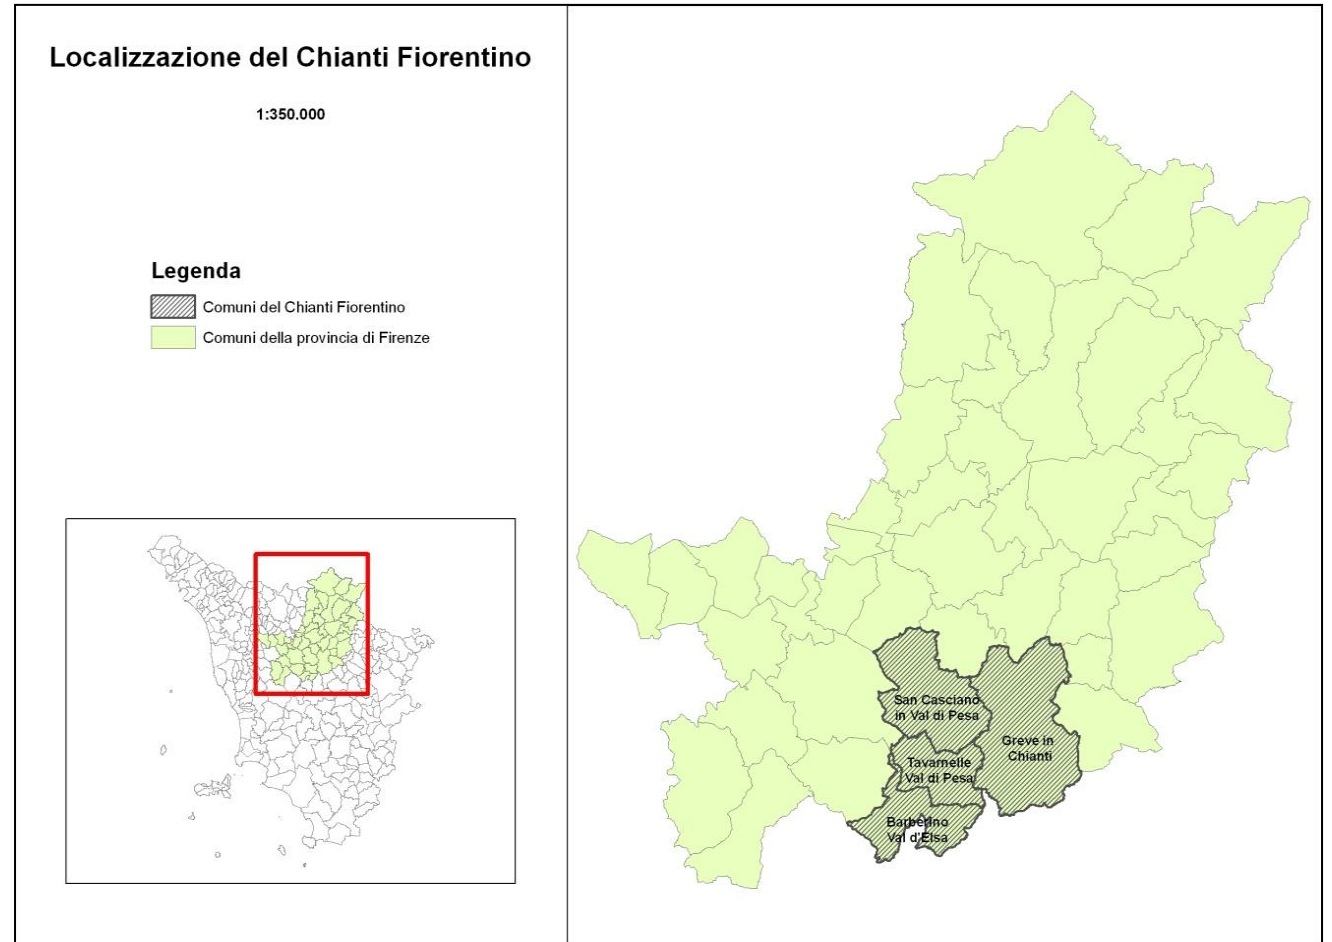 Localizzazione del Chianti Fiorentino
1:350.000
Legenda
Comuni del Chianti Fiorentino
Comuni della provincia di Firenze
San Casciano
in Val di Pesa
Greve in
Chianti
Tavarnelle
Val di Pesa
Barberino
Val d'Elsa